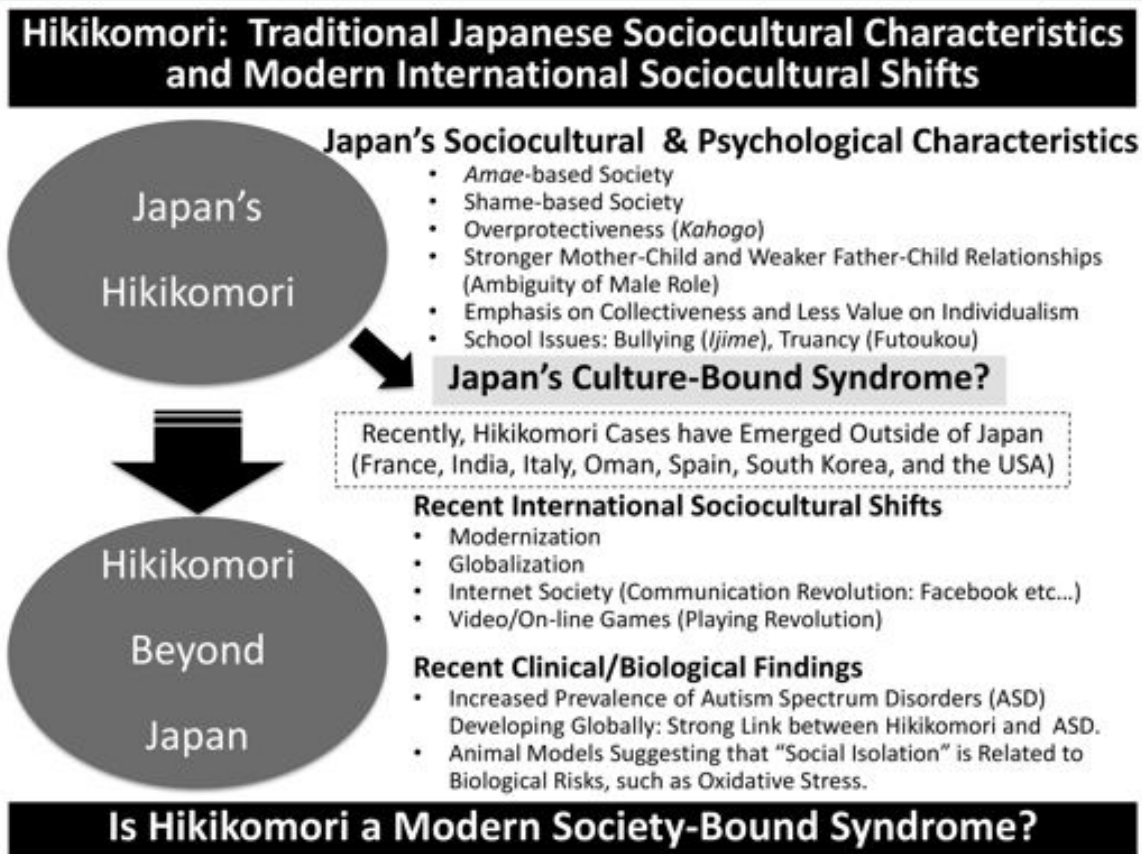 Hikikomori: Traditional Japanese Sociocultural Characteristics
and Modern International Sociocultural Shifts
Japan's
Hikikomori
Japan's Sociocultural & Psychological Characteristics
• Amae-based Society
• Shame-based Society
• Overprotectiveness (Kahogo)
• Stronger Mother-Child and Weaker Father-Child Relationships
(Ambiguity of Male Role)
• Emphasis on Collectiveness and Less Value on Individualism
• School Issues: Bullying (Ijime), Truancy (Futoukou)
Japan's Culture-Bound Syndrome?
Recently, Hikikomori Cases have Emerged Outside of Japan
(France, India, Italy, Oman, Spain, South Korea, and the USA)
Hikikomori
Beyond
Japan
Recent International Sociocultural Shifts
• Modernization
• Globalization
• Internet Society (Communication Revolution: Facebook etc...)
• Video/On-line Games (Playing Revolution)
Recent Clinical/Biological Findings
• Increased Prevalence of Autism Spectrum Disorders (ASD)
Developing Globally: Strong Link between Hikikomori and ASD.
• Animal Models Suggesting that "Social Isolation" is Related to
Biological Risks, such as Oxidative Stress.
Is Hikikomori a Modern Society-Bound Syndrome?